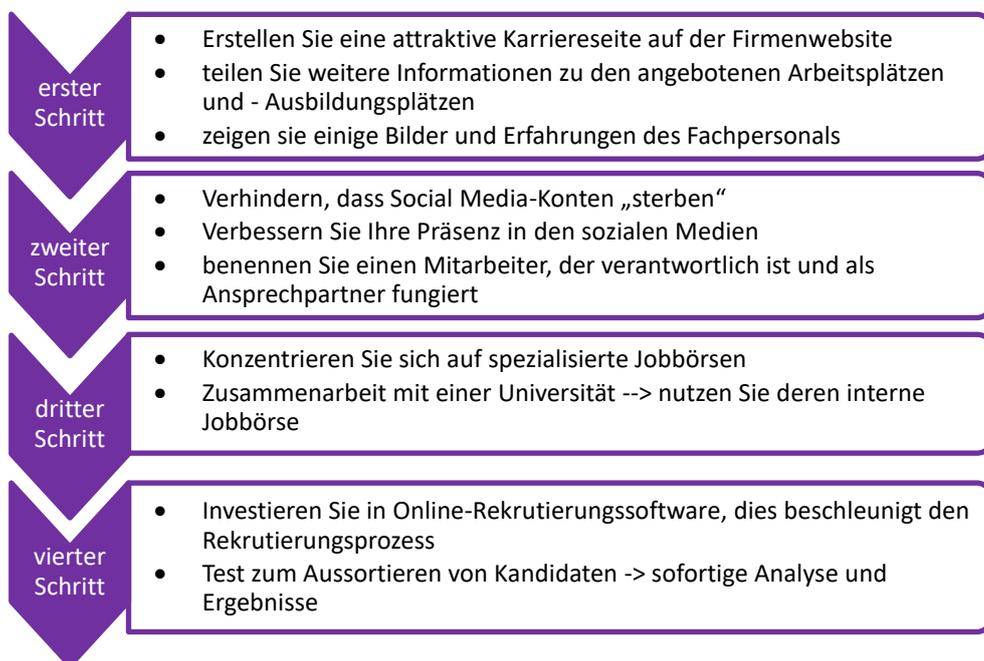 erster
Schritt
• Erstellen Sie eine attraktive Karriereseite auf der Firmenwebsite
• teilen Sie weitere Informationen zu den angebotenen Arbeitsplätzen
und - Ausbildungsplätzen
• zeigen sie einige Bilder und Erfahrungen des Fachpersonals
zweiter
Schritt
• Verhindern, dass Social Media-Konten „sterben“
• Verbessern Sie Ihre Präsenz in den sozialen Medien
• benennen Sie einen Mitarbeiter, der verantwortlich ist und als
Ansprechpartner fungiert
dritter
Schritt
• Konzentrieren Sie sich auf spezialisierte Jobbörsen
• Zusammenarbeit mit einer Universität --> nutzen Sie deren interne
Jobbörse
vierter
Schritt
• Investieren Sie in Online-Rekrutierungssoftware, dies beschleunigt den
Rekrutierungsprozess
• Test zum Aussortieren von Kandidaten -> sofortige Analyse und
Ergebnisse